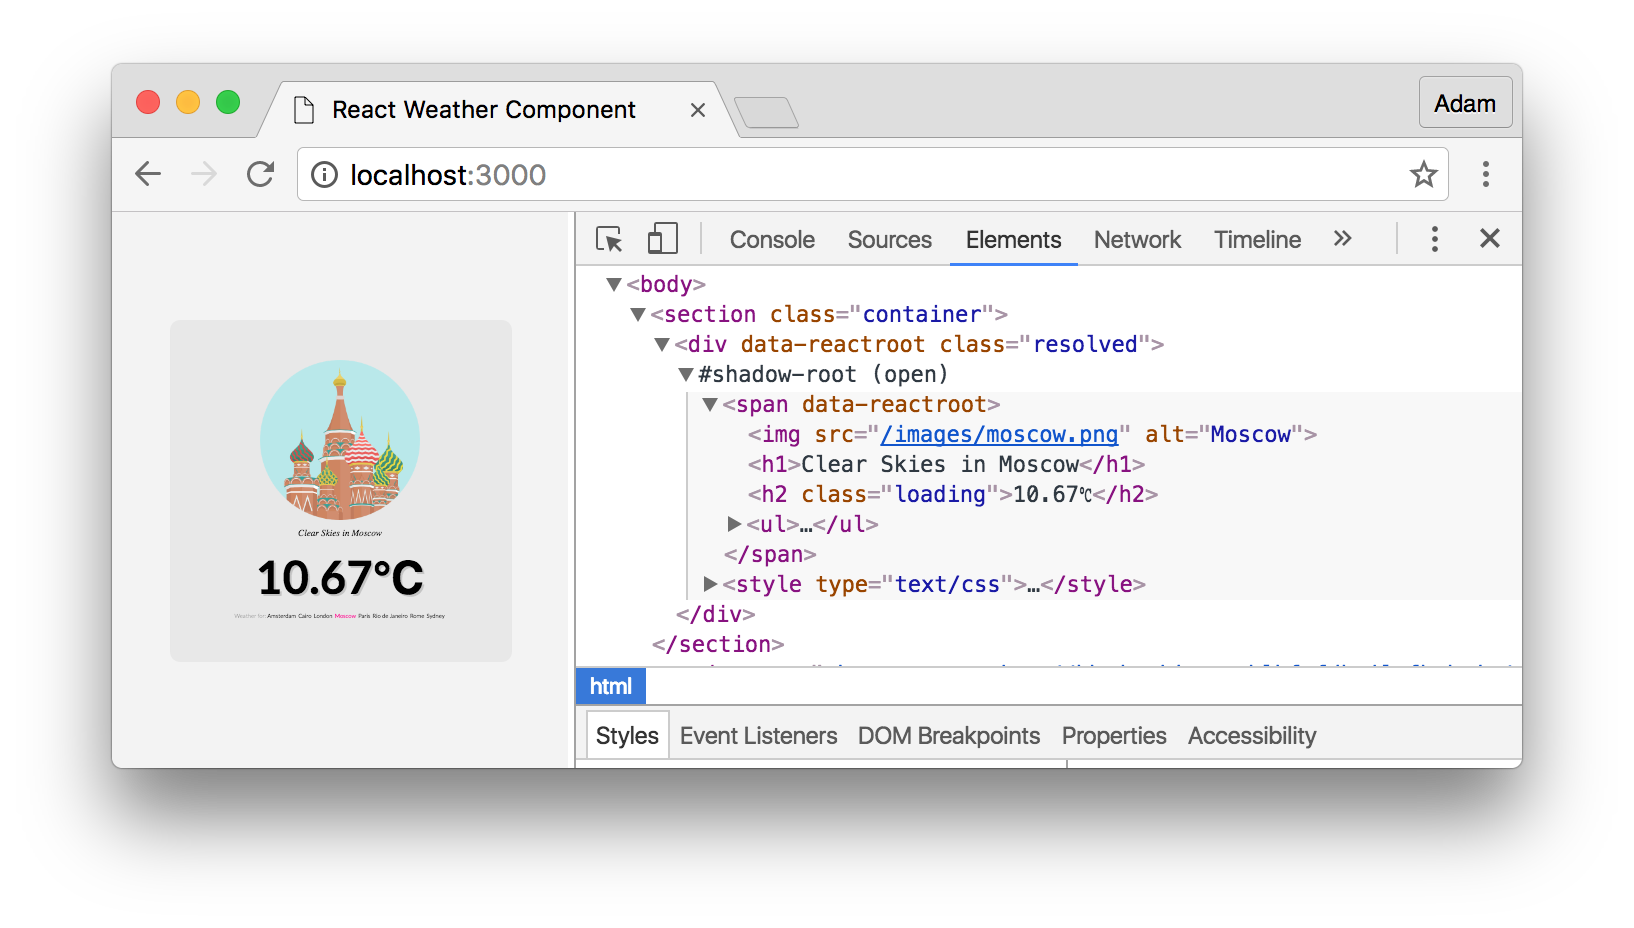 React Weather Component
Adam
localhost:3000
Console Sources Elements Network Timeline
<body>
<section class="container">
<div data-reactroot class="resolved">
#shadow-root (open)
<span data-reactroot>
<img src="/images/moscow.png" alt="Moscow">
<h1>Clear Skies in Moscow</h1>
<h2 class="loading">10.67℃</h2>
<ul>…</ul>
</span>
<style type="text/css">…</style>
</div>
</section>
html
Styles Event Listeners DOM Breakpoints Properties Accessibility
Clear Skies in Moscow
10.67°C
Weather for: Amsterdam Cairo London Moscow Paris Rio de Janeiro Rome Sydney